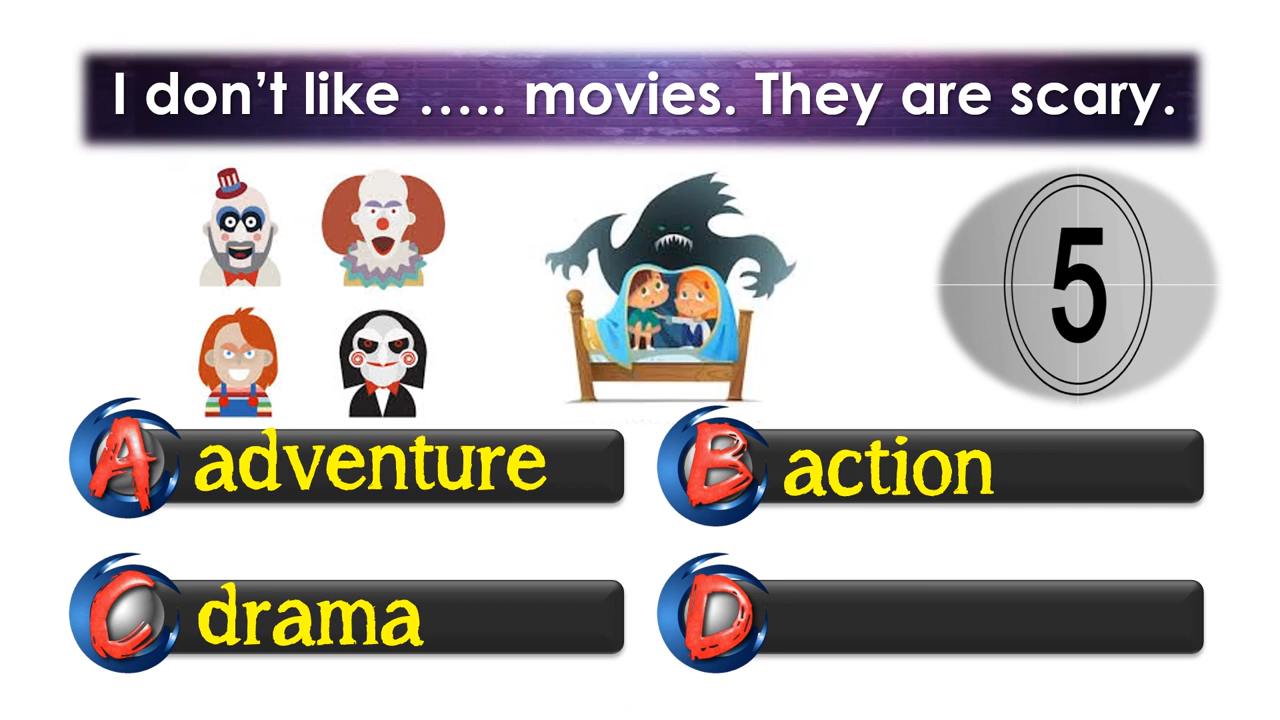 I don't like ..... movies. They are scary.
5
A adventure
B action
C drama
D